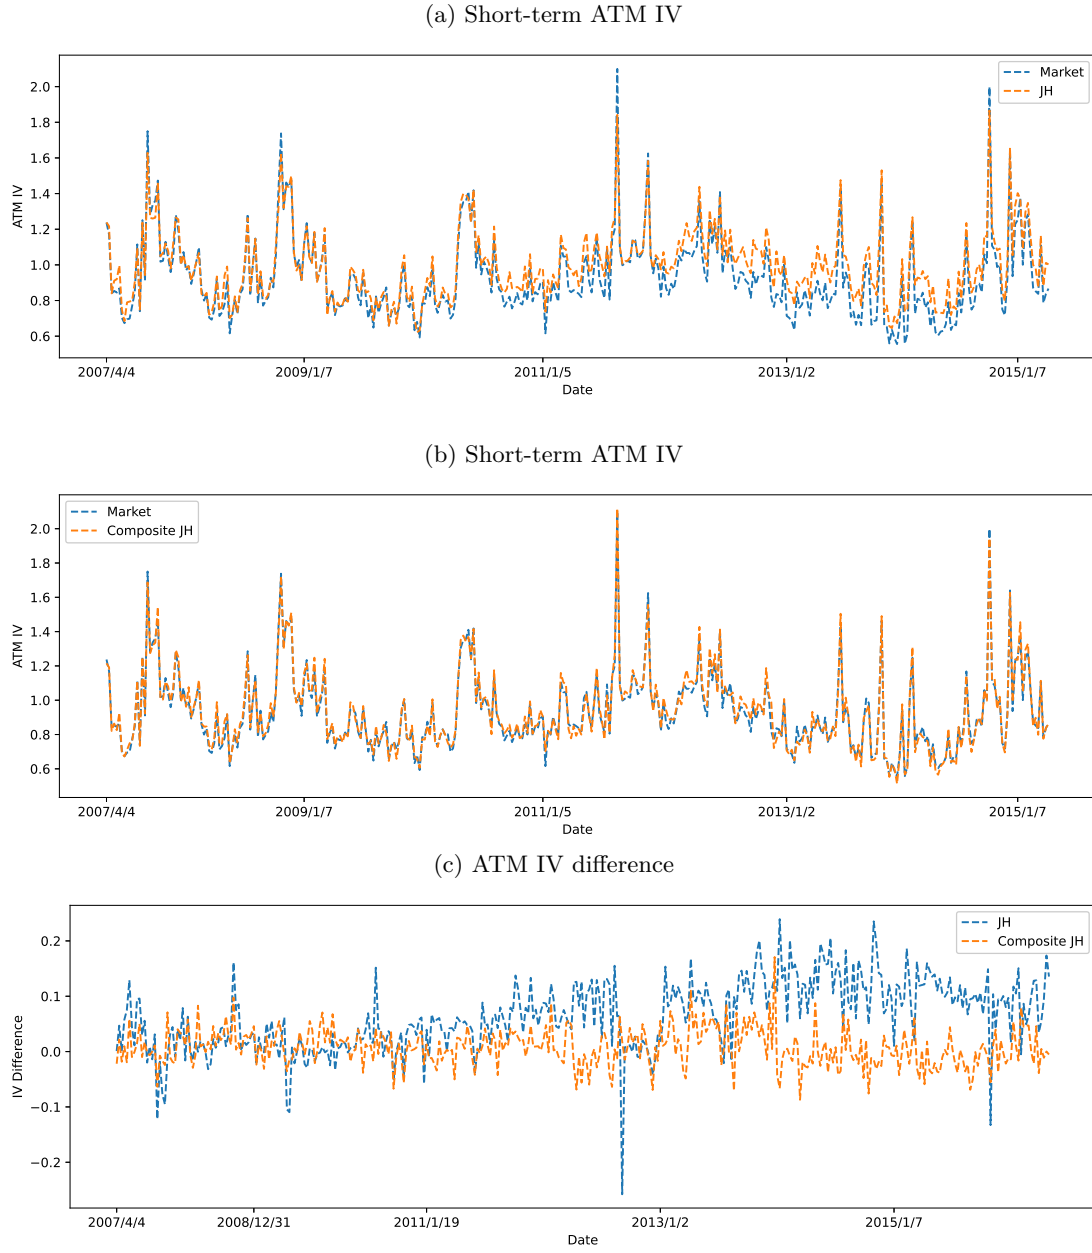 (a) Short-term ATM IV
Market
JH
2.0
1.8
1.6
1.4
1.2
1.0
0.8
0.6
ATM IV
2007/4/4
2009/1/7
2011/1/5
2013/1/2
2015/1/7
Date
(b) Short-term ATM IV
Market
Composite JH
2.0
1.8
1.6
1.4
1.2
1.0
0.8
0.6
ATM IV
2007/4/4
2009/1/7
2011/1/5
2013/1/2
2015/1/7
Date
(c) ATM IV difference
JH
Composite JH
0.2
0.1
0.0
−0.1
−0.2
IV Difference
2007/4/4
2008/12/31
2011/1/19
2013/1/2
2015/1/7
Date